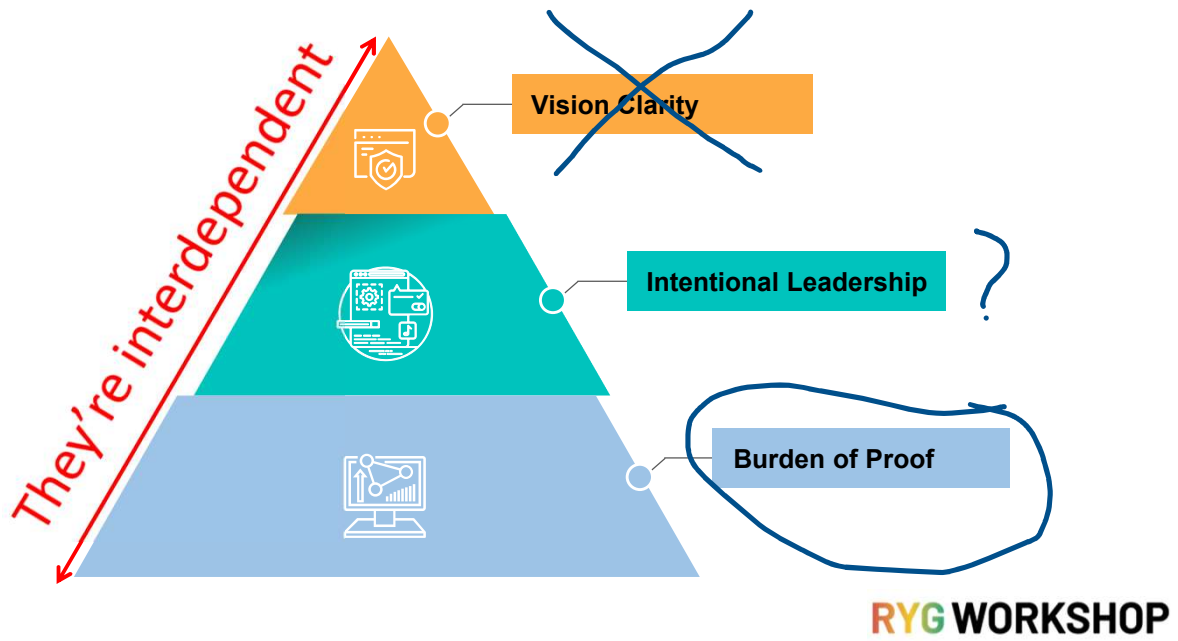 They're interdependent
Vision Clarity
Intentional Leadership ?
Burden of Proof
RYG WORKSHOP